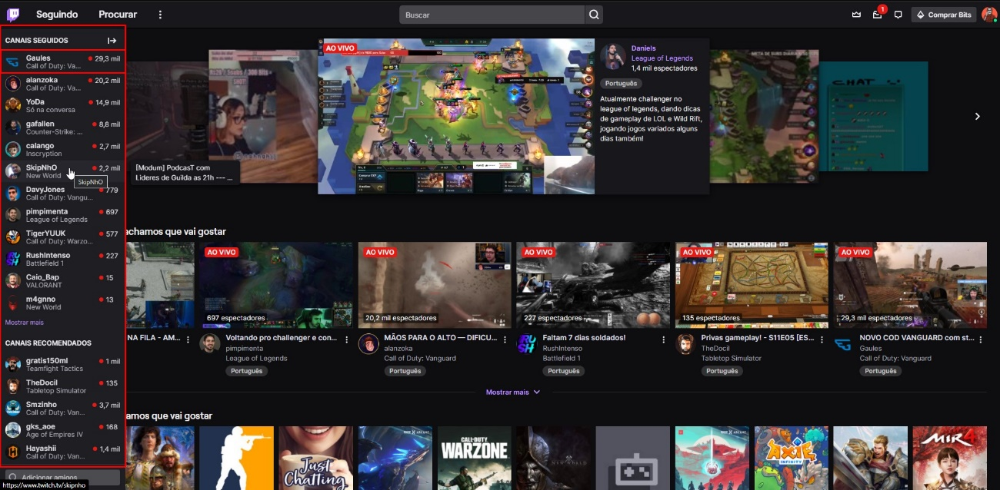 Seguindo
Procurar
Buscar
1
Comprar Bits
CANAIS SEGUIDOS
Gaules
29,3 mil
Call of Duty: Va...
alanzoka
20,2 mil
Call of Duty: Va...
YoDa
14,9 mil
Só na conversa
gafallen
8,8 mil
Counter-Strike: ...
calango
2,7 mil
Inscryption
SkipNhO
2,2 mil
New World
SkipNhO
DavyJones
779
Call of Duty: Vangu...
pimpimenta
697
League of Legends
TigerYUUK
577
Call of Duty: Warzo...
RushIntenso
227
Battlefield 1
Caio_Bap
15
VALORANT
m4gnno
13
New World
Mostrar mais
CANAIS RECOMENDADOS
gratis150ml
1 mil
Teamfight Tactics
TheDocil
135
Tabletop Simulator
Smzinho
3,7 mil
Call of Duty: Van...
gks_aoe
168
Age of Empires IV
Hayashii
1,4 mil
Call of Duty: Van...
Adicionar amigos
https://www.twitch.tv/skipnho
[Modum] PodcasT com
Lideres de Guilda as 21h --- ...
AO VIVO
Daniels
League of Legends
1,4 mil espectadores
Português
Atualmente challenger no
league of legends, dando dicas
de gameplay de LOL e Wild Rift,
jogando jogos variados alguns
dias também!
CHAT
achamos que vai gostar
NA FILA - AM...
AO VIVO
697 espectadores
Voltando pro challenger e con...
pimpimenta
League of Legends
Português
AO VIVO
20,2 mil espectadores
MÃOS PARA O ALTO — DIFICU...
alanzoka
Call of Duty: Vanguard
Português
AO VIVO
227 espectadores
Faltam 7 dias soldados!
RushIntenso
Battlefield 1
Português
AO VIVO
135 espectadores
Privas gameplay! - S11E05 [ES...
TheDocil
Tabletop Simulator
Português
AO VIVO
29,3 mil espectadores
NOVO COD VANGUARD com st...
Gaules
Call of Duty: Vanguard
Português
Mostrar mais
amos que vai gostar
Just
Chatting
CALL OF DUTY
WARZONE
NEW WORLD
AXIE
INFINITY
MIR4